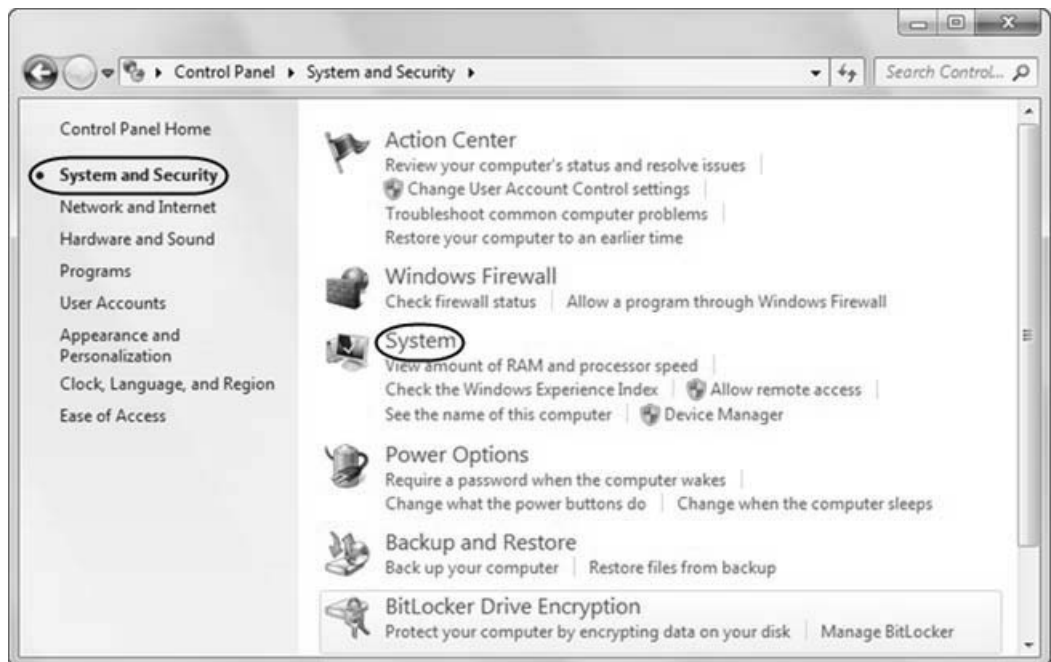 Control Panel ▸ System and Security ▸
Search Control...
Control Panel Home
• System and Security
Network and Internet
Hardware and Sound
Programs
User Accounts
Appearance and
Personalization
Clock, Language, and Region
Ease of Access
Action Center
Review your computer's status and resolve issues
Change User Account Control settings
Troubleshoot common computer problems
Restore your computer to an earlier time
Windows Firewall
Check firewall status | Allow a program through Windows Firewall
System
View amount of RAM and processor speed
Check the Windows Experience Index | Allow remote access
See the name of this computer | Device Manager
Power Options
Require a password when the computer wakes
Change what the power buttons do | Change when the computer sleeps
Backup and Restore
Back up your computer | Restore files from backup
BitLocker Drive Encryption
Protect your computer by encrypting data on your disk | Manage BitLocker